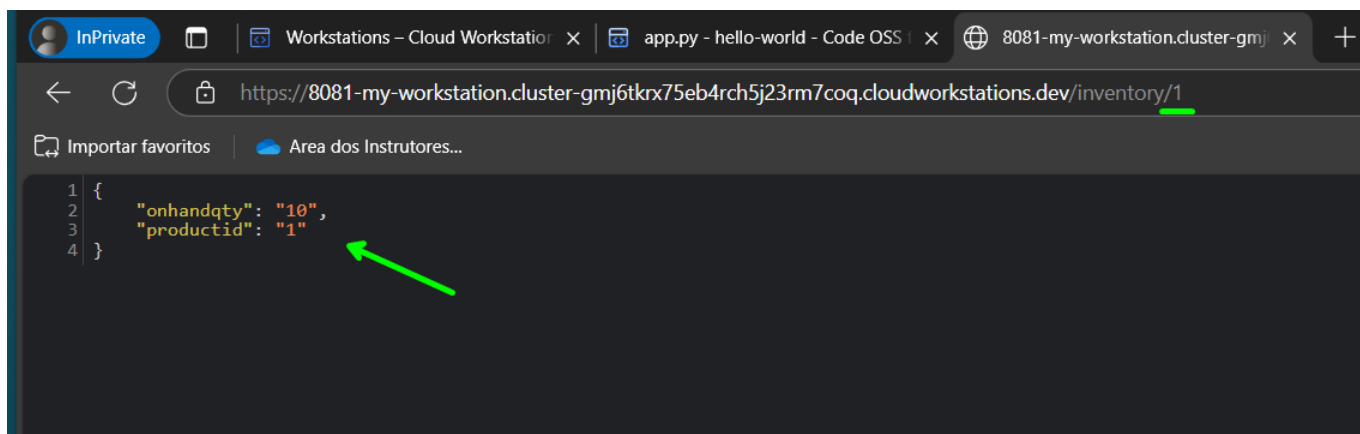 InPrivate
Workstations – Cloud Workstation
app.py - hello-world - Code OSS
8081-my-workstation.cluster-gmj
https://8081-my-workstation.cluster-gmj6tkrx75eb4rch5j23rm7coq.cloudworkstations.dev/inventory/1
Importar favoritos
Area dos Instrutores...
1 {
2 "onhandqty": "10",
3 "productid": "1"
4 }